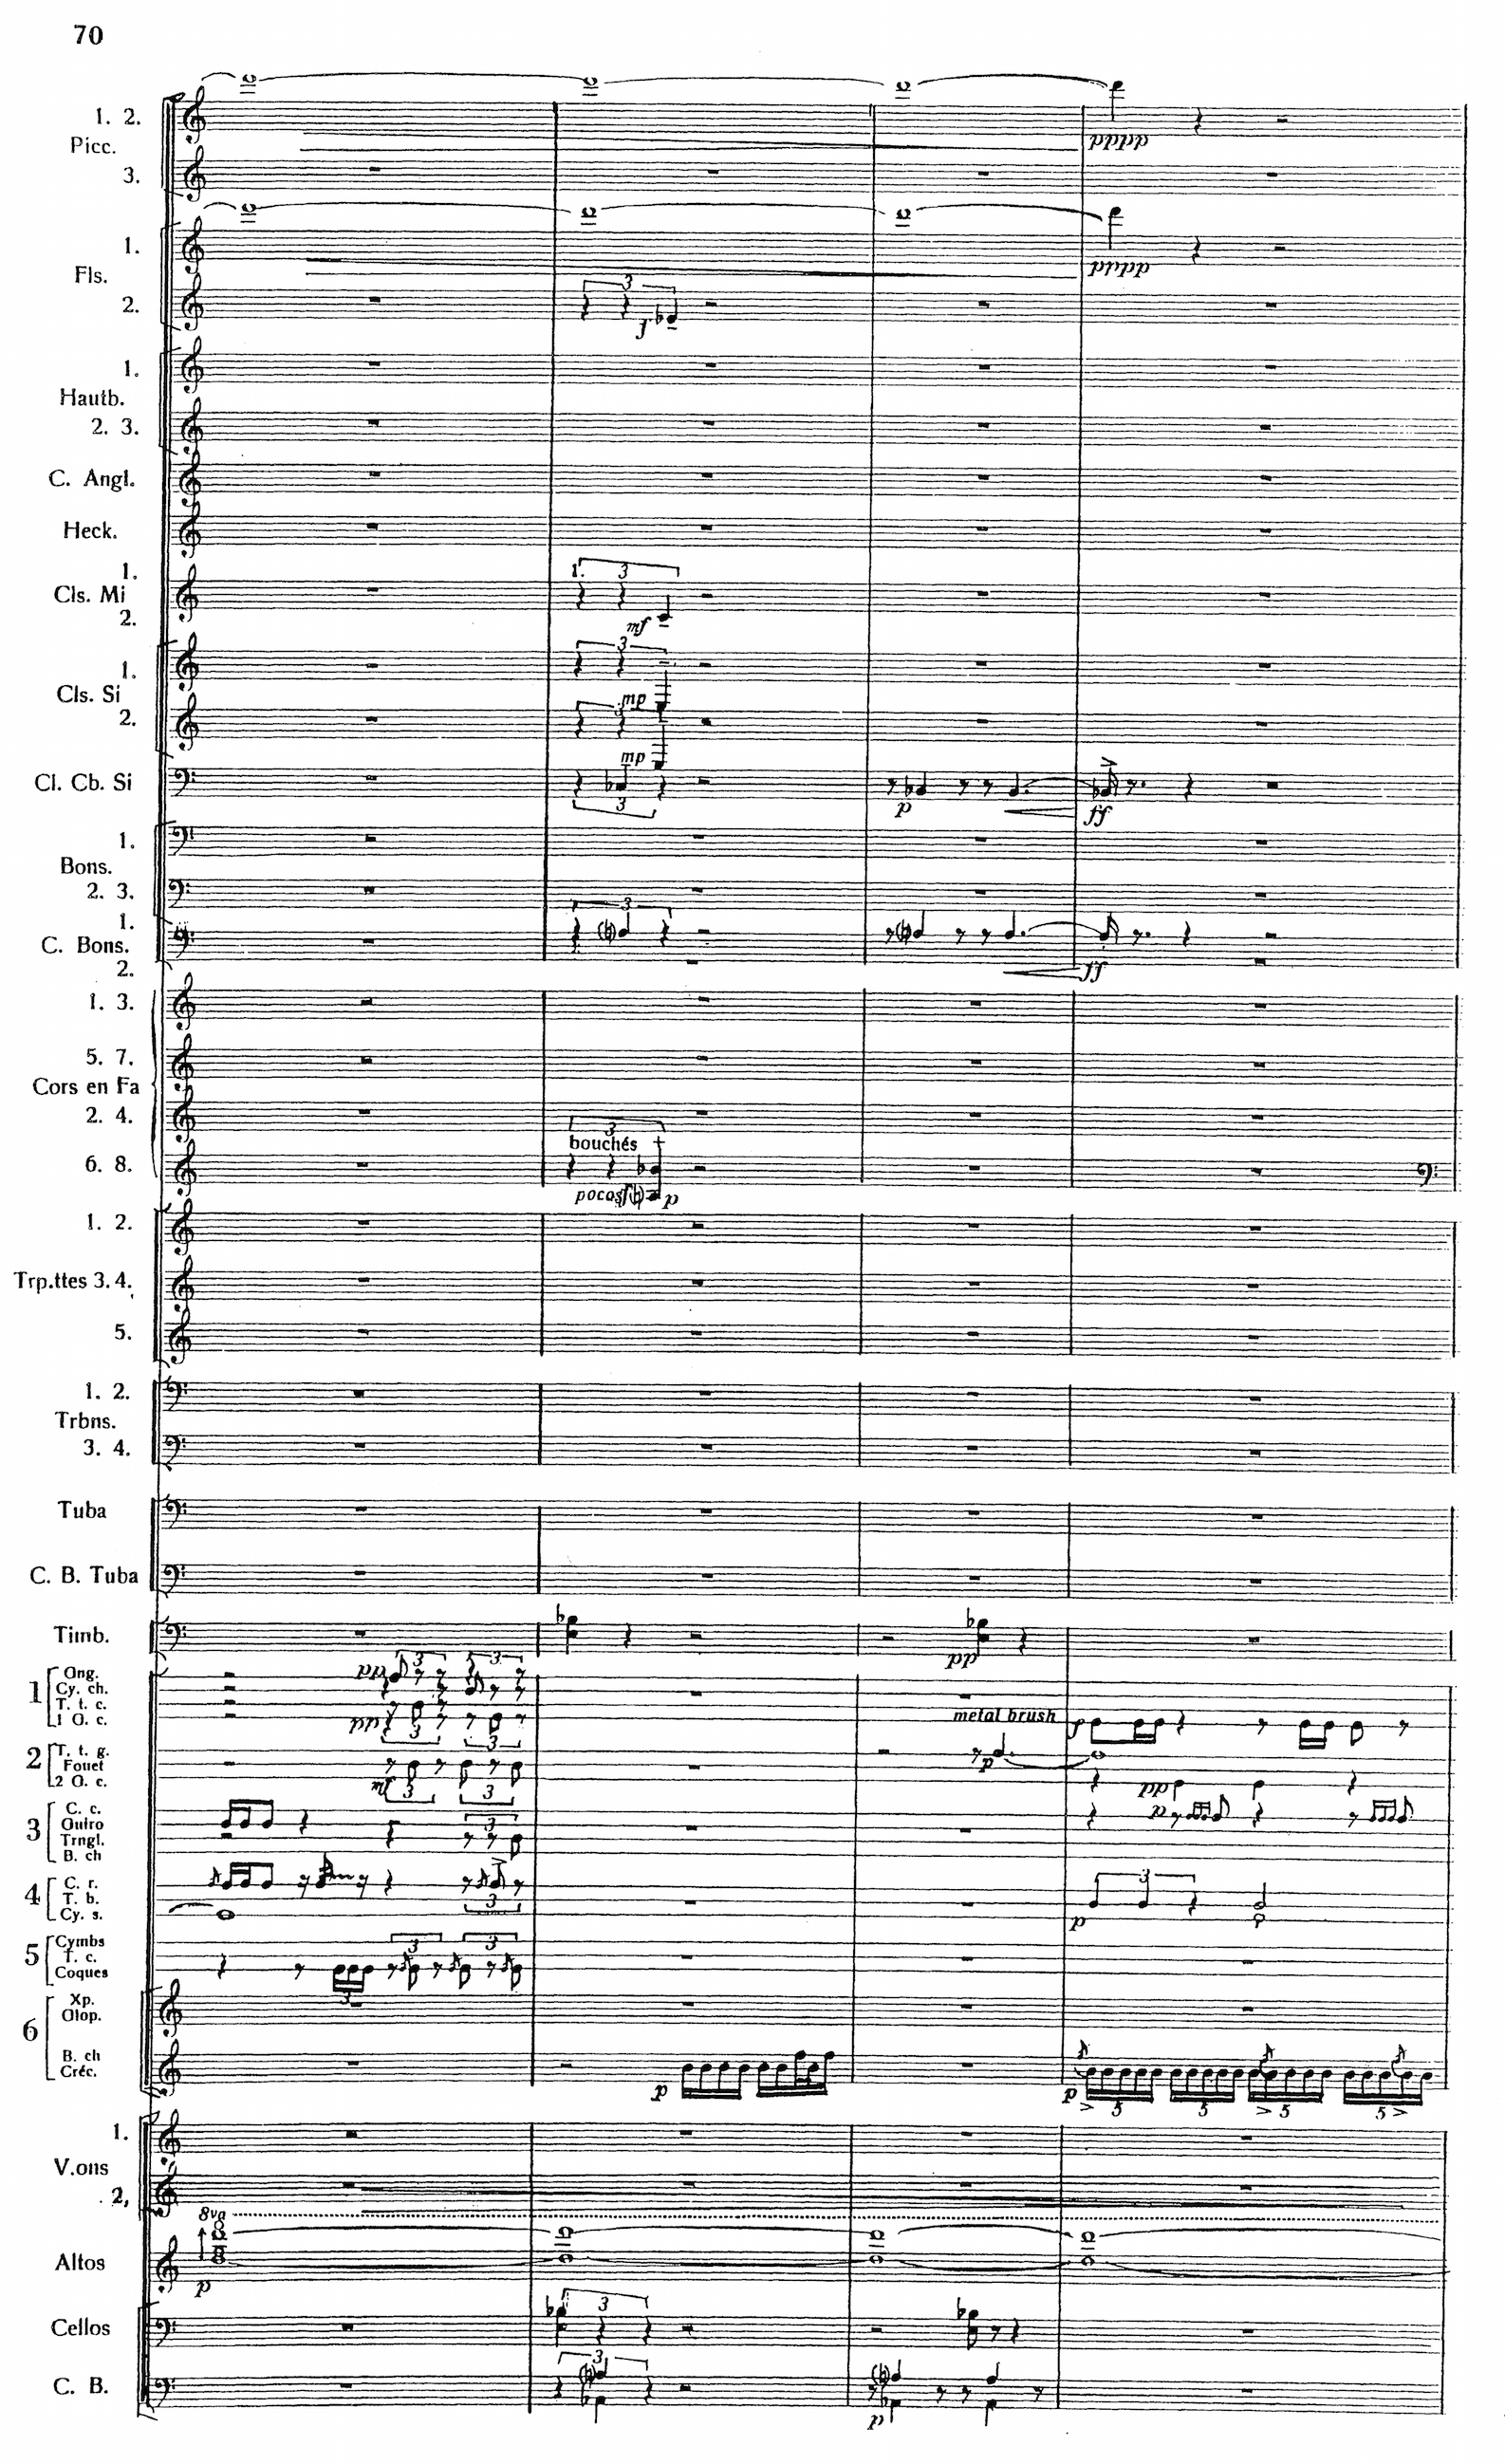 70
1. 2.
Picc.
3.
pppp
1.
Fls.
2.
pppp
3
f
1.
Hautb.
2. 3.
C. Angl.
Heck.
1.
Cls. Mi
2.
1. 3
mf
1.
Cls. Si
2.
3
mp
3
mp
Cl. Cb. Si
3
p
ff
1.
Bons.
2. 3.
1.
C. Bons.
2.
3
ff
1. 3.
5. 7.
Cors en Fa
2. 4.
6. 8.
3
bouchés
poco sf p
1. 2.
Trp.ttes 3. 4.
5.
1. 2.
Trbns.
3. 4.
Tuba
C. B. Tuba
Timb.
pp
1
Gng.
Cy. ch.
T. t. c.
1 G. c.
pp 3 3
pp 3 3
metal brush
f
2
T. t. g.
Fouet
2 G. c.
mf 3 3
p
pp
3
C. c.
Guiro
Trngl.
B. ch
3
p
4
C. r.
T. b.
Cy. s.
3
3
p
5
Cymbs
T. c.
Coques
3 3
3
6
Xp.
Glop.
B. ch
Créc.
p
p 5 5 5 5
1.
V.ons
2,
8va
Altos
p
Cellos
3
C. B.
3
p